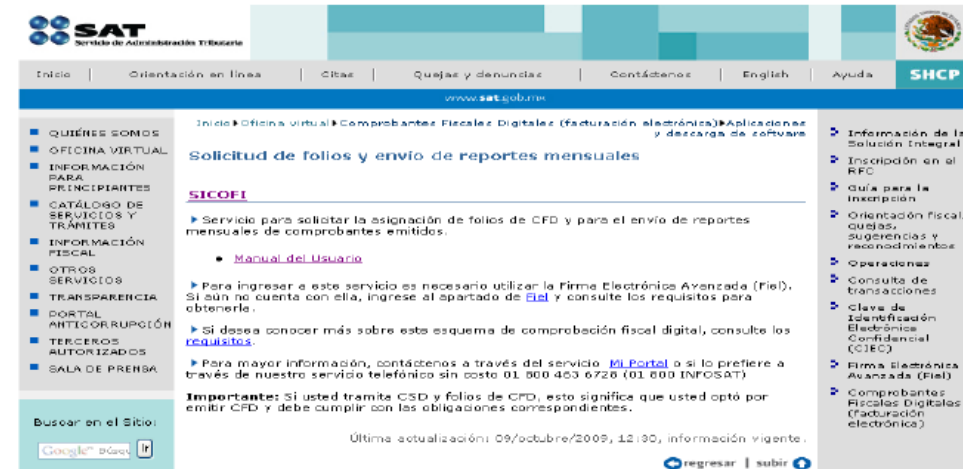 SAT
Servicio de Administración Tributaria
Inicio | Orientación en línea | Citas | Quejas y denuncias | Contáctenos | English | Ayuda
SHCP
www.sat.gob.mx
QUIÉNES SOMOS
OFICINA VIRTUAL
INFORMACIÓN
PARA
PRINCIPIANTES
CATÁLOGO DE
SERVICIOS Y
TRÁMITES
INFORMACIÓN
FISCAL
OTROS
SERVICIOS
TRANSPARENCIA
PORTAL
ANTICORRUPCIÓN
TERCEROS
AUTORIZADOS
SALA DE PRENSA
Buscar en el Sitio:
Google™ Búsqu Ir
Inicio Oficina virtual Comprobantes Fiscales Digitales (facturación electrónica) Aplicaciones
y descarga de software
Solicitud de folios y envío de reportes mensuales
SICOFI
Servicio para solicitar la asignación de folios de CFD y para el envío de reportes
mensuales de comprobantes emitidos.
Manual del Usuario
Para ingresar a este servicio es necesario utilizar la Firma Electrónica Avanzada (Fiel).
Si aún no cuenta con ella, ingrese al apartado de Fiel y consulte los requisitos para
obtenerla.
Si desea conocer más sobre este esquema de comprobación fiscal digital, consulte los
requisitos.
Para mayor información, contáctenos a través del servicio Mi Portal o si lo prefiere a
través de nuestro servicio telefónico sin costo 01 800 463 6728 (01 800 INFOSAT)
Importante: Si usted tramita CSD y folios de CFD, esto significa que usted optó por
emitir CFD y debe cumplir con las obligaciones correspondientes.
Última actualización: 09/octubre/2009, 12:30, información vigente.
regresar | subir
Información de la
Solución Integral
Inscripción en el
RFC
Guía para la
inscripción
Orientación fiscal,
quejas,
sugerencias y
reconocimientos
Operaciones
Consulta de
transacciones
Clave de
Identificación
Electrónica
Confidencial
(CIEC)
Firma Electrónica
Avanzada (Fiel)
Comprobantes
Fiscales Digitales
(facturación
electrónica)